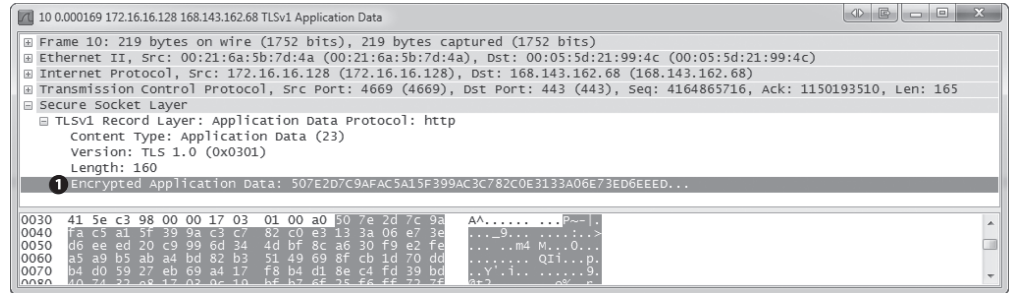 10 0.000169 172.16.16.128 168.143.162.68 TLSv1 Application Data
Frame 10: 219 bytes on wire (1752 bits), 219 bytes captured (1752 bits)
Ethernet II, Src: 00:21:6a:5b:7d:4a (00:21:6a:5b:7d:4a), Dst: 00:05:5d:21:99:4c (00:05:5d:21:99:4c)
Internet Protocol, Src: 172.16.16.128 (172.16.16.128), Dst: 168.143.162.68 (168.143.162.68)
Transmission Control Protocol, Src Port: 4669 (4669), Dst Port: 443 (443), Seq: 4164865716, Ack: 1150193510, Len: 165
Secure Socket Layer
TLSv1 Record Layer: Application Data Protocol: http
Content Type: Application Data (23)
Version: TLS 1.0 (0x0301)
Length: 160
❶ Encrypted Application Data: 507E2D7C9AFAC5A15F399AC3C782C0E3133A06E73ED6EEED...
0030 41 5e c3 98 00 00 17 03 01 00 a0 50 7e 2d 7c 9a A^...... ...P~-|.
0040 fa c5 a1 5f 39 9a c3 c7 82 c0 e3 13 3a 06 e7 3e ..._9... ....:..>
0050 d6 ee ed 20 c9 99 6d 34 4d bf 8c a6 30 f9 e2 fe ... ..m4 M...0...
0060 a5 a9 b5 ab a4 bd 82 b3 51 49 69 8f cb 1d 70 dd ........ QIi...p.
0070 b4 d0 59 27 eb 69 a4 17 f8 b4 d1 8e c4 fd 39 bd ..Y'.i.. ......9.